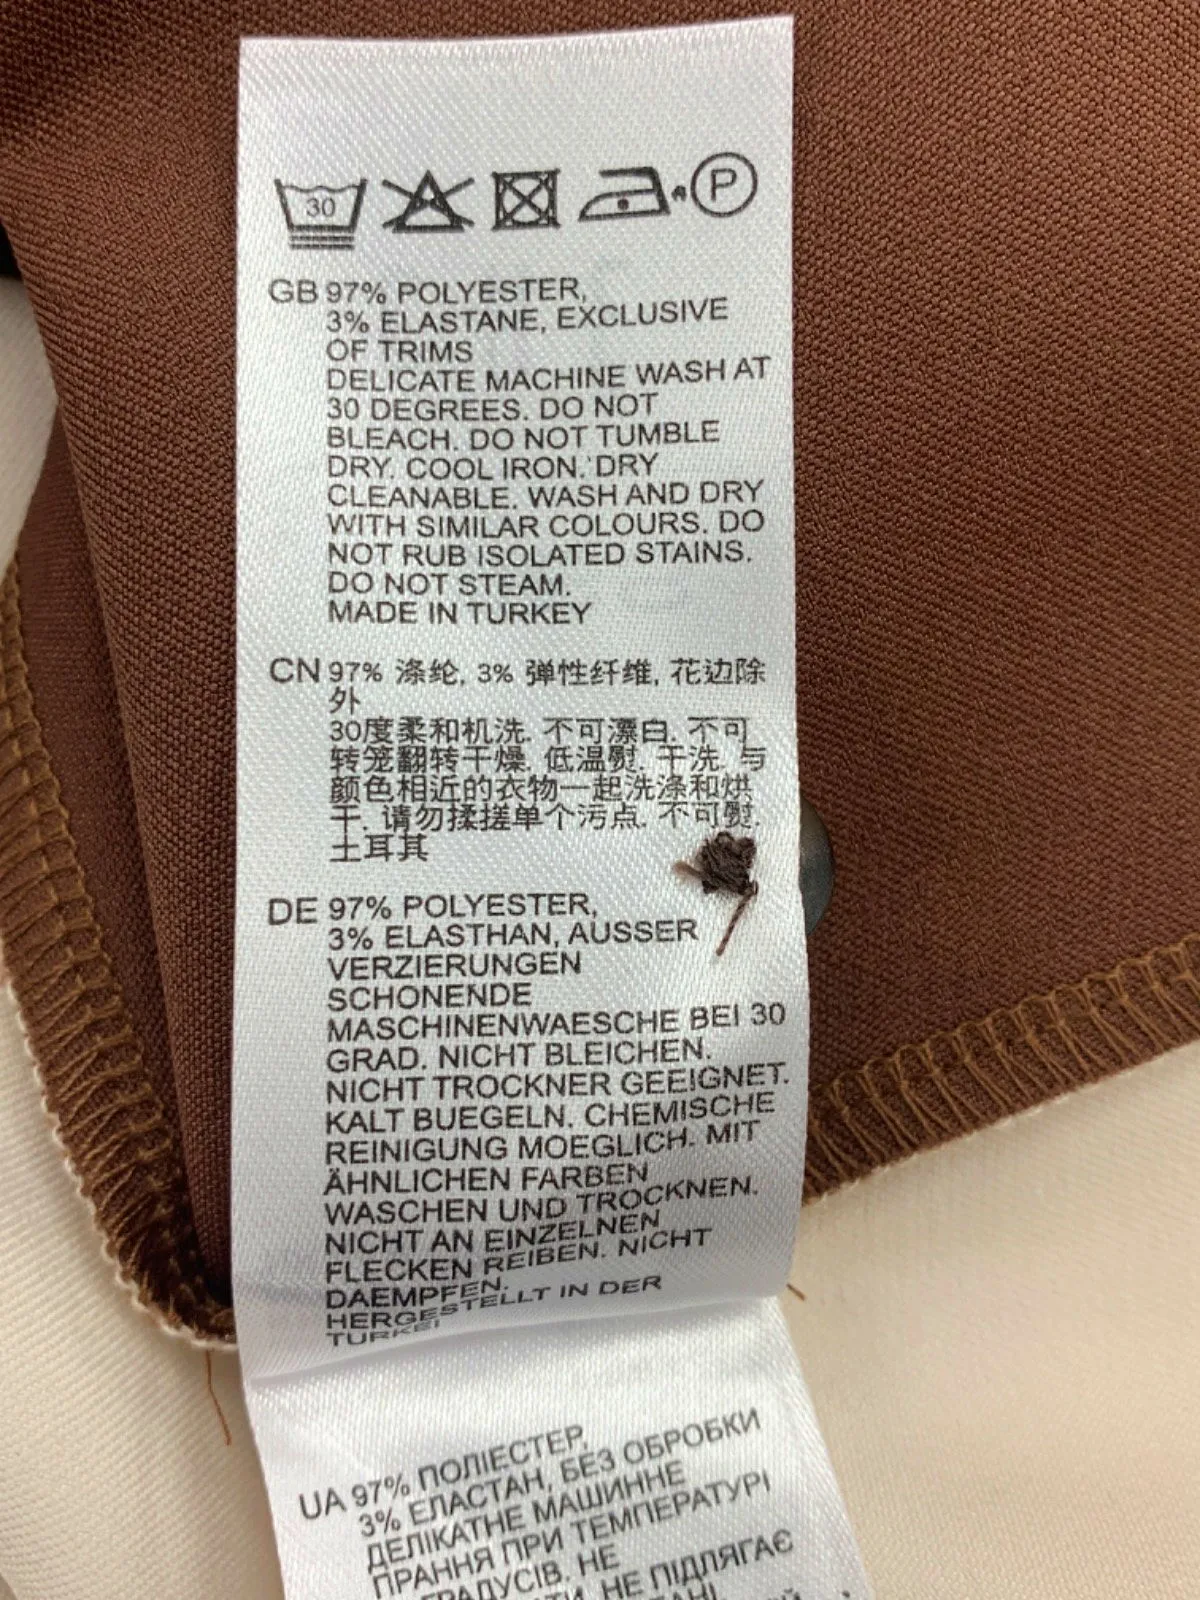 30
P
GB 97% POLYESTER,
3% ELASTANE, EXCLUSIVE
OF TRIMS
DELICATE MACHINE WASH AT
30 DEGREES. DO NOT
BLEACH. DO NOT TUMBLE
DRY. COOL IRON. DRY
CLEANABLE. WASH AND DRY
WITH SIMILAR COLOURS. DO
NOT RUB ISOLATED STAINS.
DO NOT STEAM.
MADE IN TURKEY
CN 97% 涤纶, 3% 弹性纤维, 花边除
外
30度柔和机洗. 不可漂白. 不可
转笼翻转干燥. 低温熨. 干洗. 与
颜色相近的衣物一起洗涤和烘
干. 请勿揉搓单个污点. 不可熨.
土耳其
DE 97% POLYESTER,
3% ELASTHAN, AUSSER
VERZIERUNGEN
SCHONENDE
MASCHINENWAESCHE BEI 30
GRAD. NICHT BLEICHEN.
NICHT TROCKNER GEEIGNET.
KALT BUEGELN. CHEMISCHE
REINIGUNG MOEGLICH. MIT
ÄHNLICHEN FARBEN
WASCHEN UND TROCKNEN.
NICHT AN EINZELNEN
FLECKEN REIBEN. NICHT
DAEMPFEN.
HERGESTELLT IN DER
TURKEI
UA 97% ПОЛІЕСТЕР,
3% ЕЛАСТАН, БЕЗ ОБРОБКИ
ДЕЛІКАТНЕ МАШИННЕ
ПРАННЯ ПРИ ТЕМПЕРАТУРІ
ГРАДУСІВ. НЕ
НЕ ПІДЛЯГАЄ